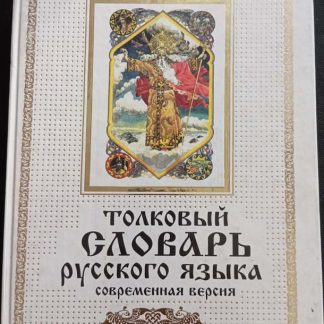 ТОЛКОВЫЙ
СЛОВАРЬ
РУССКОГО ЯЗЫКА
СОВРЕМЕННАЯ ВЕРСИЯ